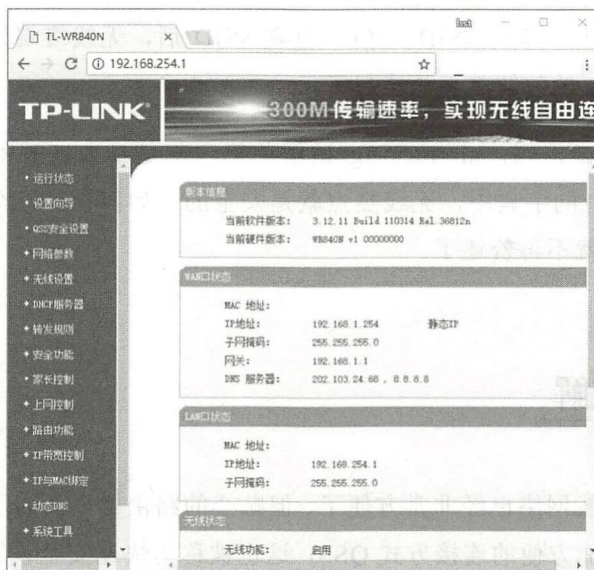 TL-WR840N
192.168.254.1
TP-LINK
300M传输速率，实现无线自由连
运行状态
设置向导
QSS安全设置
网络参数
无线设置
DHCP服务器
转发规则
安全功能
家长控制
上网控制
路由功能
IP带宽控制
IP与MAC绑定
动态DNS
系统工具
版本信息
当前软件版本： 3.12.11 Build 110314 Rel.36812n
当前硬件版本： WR840N v1 00000000
WAN口状态
MAC 地址：
IP地址： 192.168.1.254 静态IP
子网掩码： 255.255.255.0
网关： 192.168.1.1
DNS 服务器： 202.103.24.68 , 8.8.8.8
LAN口状态
MAC 地址：
IP地址： 192.168.254.1
子网掩码： 255.255.255.0
无线状态
无线功能： 启用